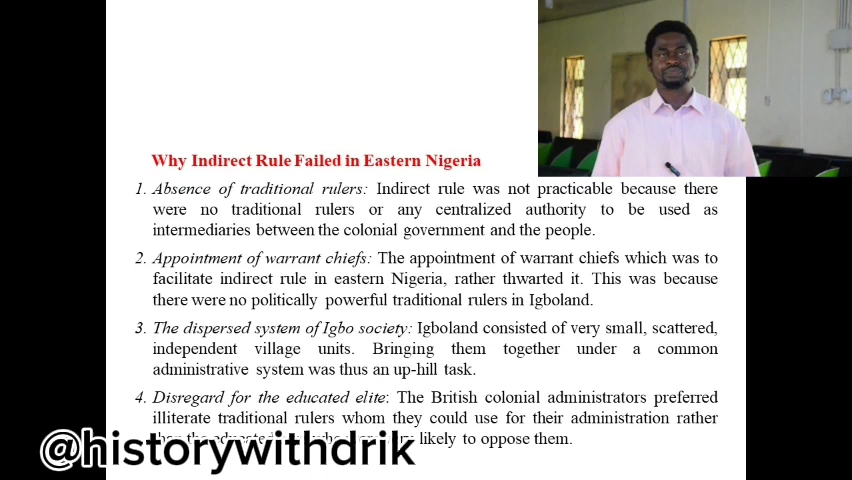 Why Indirect Rule Failed in Eastern Nigeria
1. Absence of traditional rulers: Indirect rule was not practicable because there
were no traditional rulers or any centralized authority to be used as
intermediaries between the colonial government and the people.
2. Appointment of warrant chiefs: The appointment of warrant chiefs which was to
facilitate indirect rule in eastern Nigeria, rather thwarted it. This was because
there were no politically powerful traditional rulers in Igboland.
3. The dispersed system of Igbo society: Igboland consisted of very small, scattered,
independent village units. Bringing them together under a common
administrative system was thus an up-hill task.
4. Disregard for the educated elite: The British colonial administrators preferred
illiterate traditional rulers whom they could use for their administration rather
likely to oppose them.
@historywithdrik